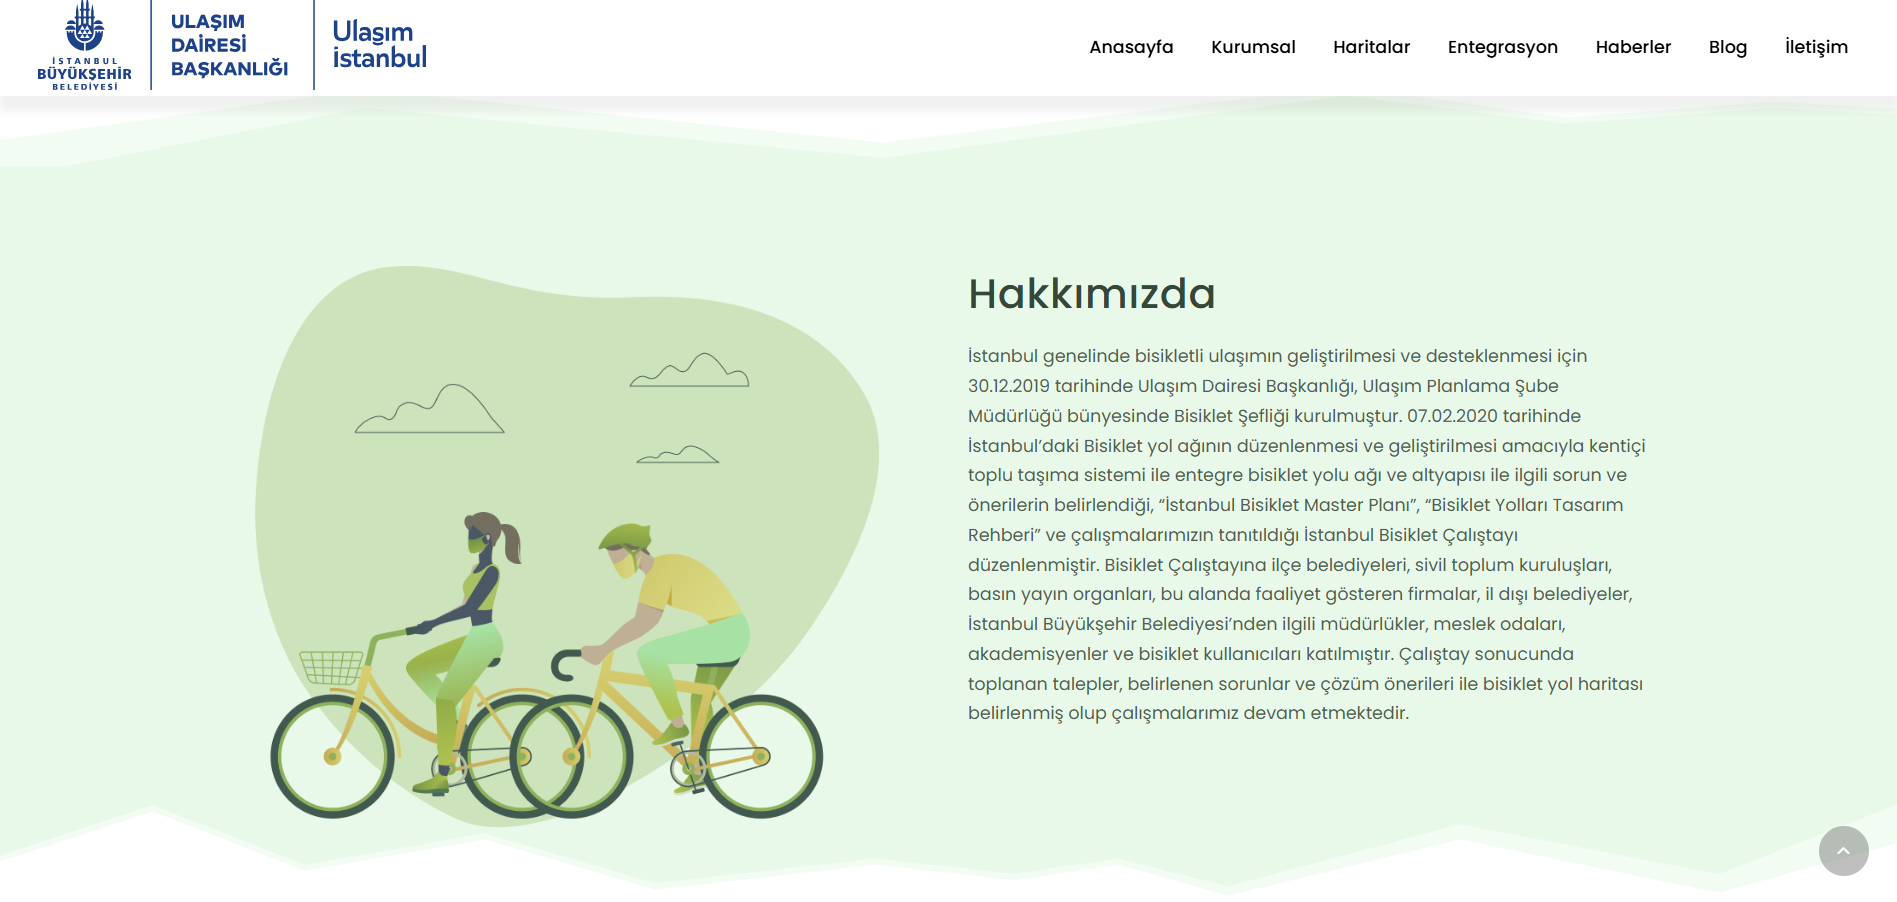 İSTANBUL
BÜYÜKŞEHİR
BELEDİYESİ
ULAŞIM
DAİRESİ
BAŞKANLIĞI
Ulaşım
istanbul
Anasayfa Kurumsal Haritalar Entegrasyon Haberler Blog İletişim
Hakkımızda
İstanbul genelinde bisikletli ulaşımın geliştirilmesi ve desteklenmesi için
30.12.2019 tarihinde Ulaşım Dairesi Başkanlığı, Ulaşım Planlama Şube
Müdürlüğü bünyesinde Bisiklet Şefliği kurulmuştur. 07.02.2020 tarihinde
İstanbul’daki Bisiklet yol ağının düzenlenmesi ve geliştirilmesi amacıyla kentiçi
toplu taşıma sistemi ile entegre bisiklet yolu ağı ve altyapısı ile ilgili sorun ve
önerilerin belirlendiği, “İstanbul Bisiklet Master Planı”, “Bisiklet Yolları Tasarım
Rehberi” ve çalışmalarımızın tanıtıldığı İstanbul Bisiklet Çalıştayı
düzenlenmiştir. Bisiklet Çalıştayına ilçe belediyeleri, sivil toplum kuruluşları,
basın yayın organları, bu alanda faaliyet gösteren firmalar, il dışı belediyeler,
İstanbul Büyükşehir Belediyesi’nden ilgili müdürlükler, meslek odaları,
akademisyenler ve bisiklet kullanıcıları katılmıştır. Çalıştay sonucunda
toplanan talepler, belirlenen sorunlar ve çözüm önerileri ile bisiklet yol haritası
belirlenmiş olup çalışmalarımız devam etmektedir.